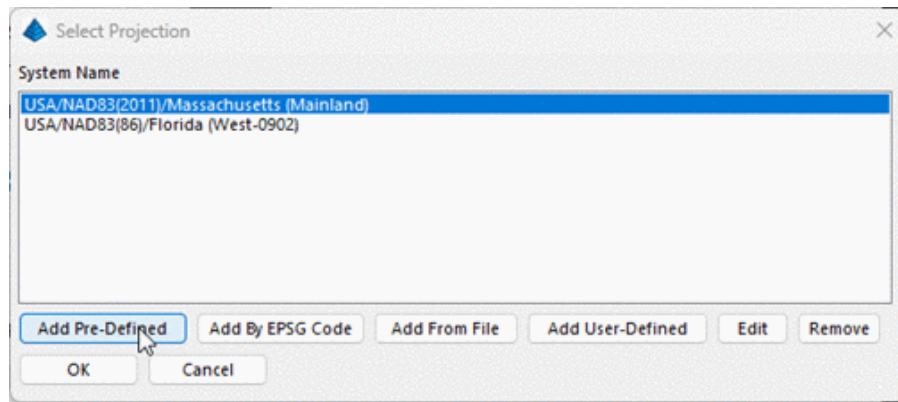 Select Projection
System Name
USA/NAD83(2011)/Massachusetts (Mainland)
USA/NAD83(86)/Florida (West-0902)
Add Pre-Defined Add By EPSG Code Add From File Add User-Defined Edit Remove
OK Cancel